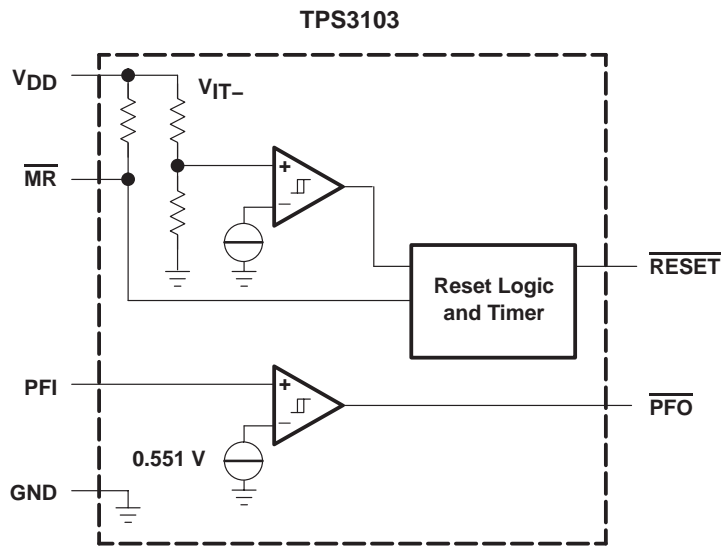 TPS3103
VDD
VIT–
MR
+
–
RESET
Reset Logic
and Timer
PFI
+
–
PFO
0.551 V
GND